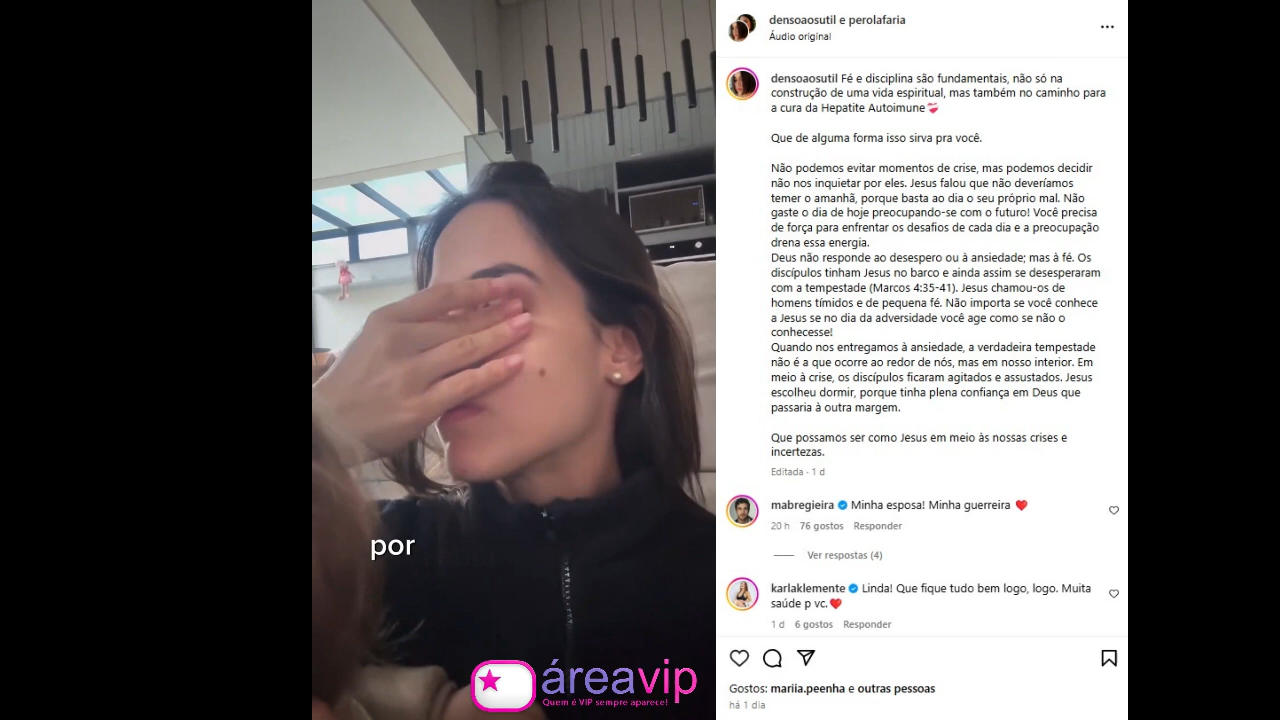 densoaosutil e perolafaria
Áudio original
densoaosutil Fé e disciplina são fundamentais, não só na
construção de uma vida espiritual, mas também no caminho para
a cura da Hepatite Autoimune❤️‍🩹
Que de alguma forma isso sirva pra você.
Não podemos evitar momentos de crise, mas podemos decidir
não nos inquietar por eles. Jesus falou que não deveríamos
temer o amanhã, porque basta ao dia o seu próprio mal. Não
gaste o dia de hoje preocupando-se com o futuro! Você precisa
de força para enfrentar os desafios de cada dia e a preocupação
drena essa energia.
Deus não responde ao desespero ou à ansiedade; mas à fé. Os
discípulos tinham Jesus no barco e ainda assim se desesperaram
com a tempestade (Marcos 4:35-41). Jesus chamou-os de
homens tímidos e de pequena fé. Não importa se você conhece
a Jesus se no dia da adversidade você age como se não o
conhecesse!
Quando nos entregamos à ansiedade, a verdadeira tempestade
não é a que ocorre ao redor de nós, mas em nosso interior. Em
meio à crise, os discípulos ficaram agitados e assustados. Jesus
escolheu dormir, porque tinha plena confiança em Deus que
passaria à outra margem.
Que possamos ser como Jesus em meio às nossas crises e
incertezas.
Editada · 1 d
mabregieira Minha esposa! Minha guerreira ♥️
20 h 76 gostos Responder
Ver respostas (4)
karlaklemente Linda! Que fique tudo bem logo, logo. Muita
saúde p vc.♥️
1 d 6 gostos Responder
Gostos: mariia.peenha e outras pessoas
há 1 dia
por
áreavip
Quem é VIP sempre aparece!